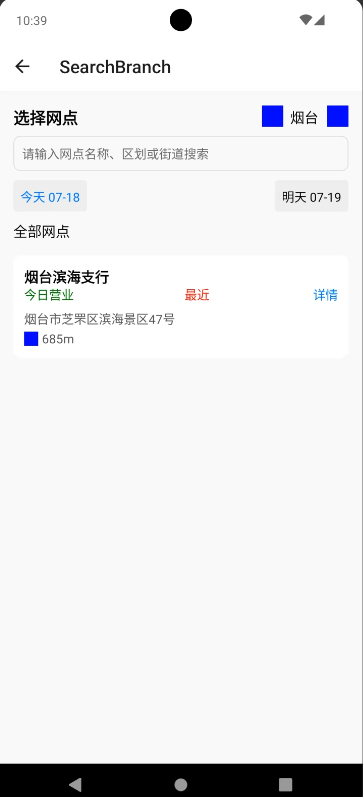 10:39
SearchBranch
选择网点
烟台
请输入网点名称、区划或街道搜索
今天 07-18
明天 07-19
全部网点
烟台滨海支行
今日营业 最近 详情
烟台市芝罘区滨海景区47号
685m